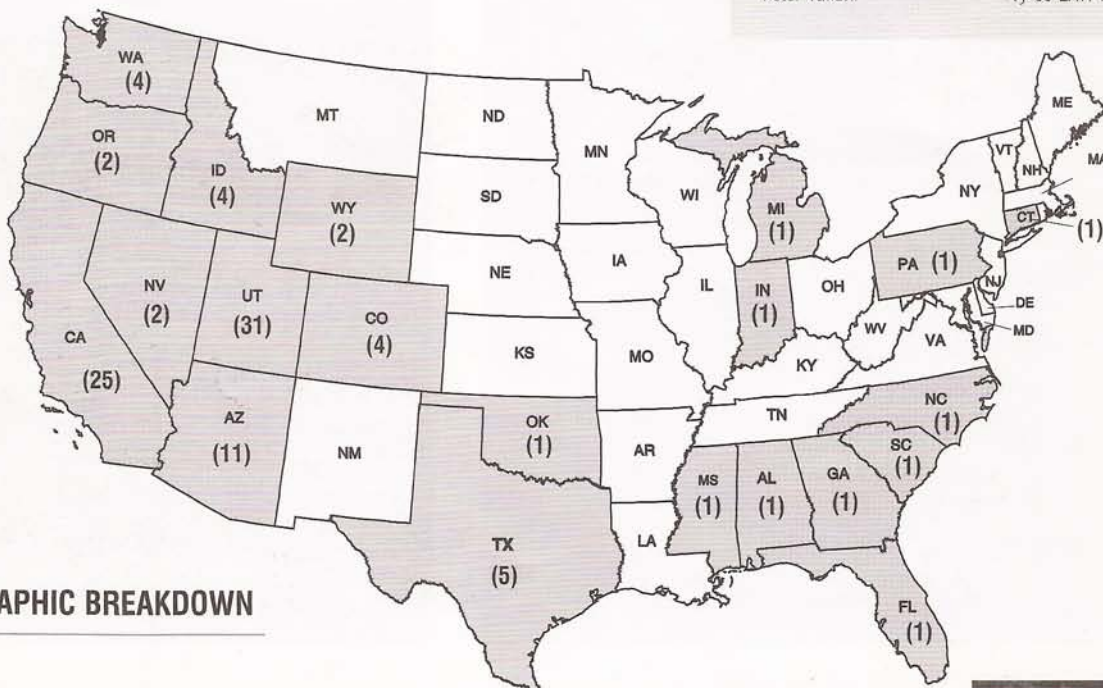 WA
(4)
MT
ND
MN
ME
OR
(2)
ID
(4)
VT
NH
MA
SD
WI
NY
WY
(2)
MI
(1)
CT
(1)
NE
IA
PA (1)
NV
(2)
UT
(31)
CO
(4)
IL
IN
(1)
OH
NJ
DE
MD
CA
(25)
KS
MO
WV
VA
KY
AZ
(11)
NM
OK
(1)
AR
TN
NC
(1)
SC
(1)
MS
(1)
AL
(1)
GA
(1)
TX
(5)
LA
FL
(1)
APHIC BREAKDOWN